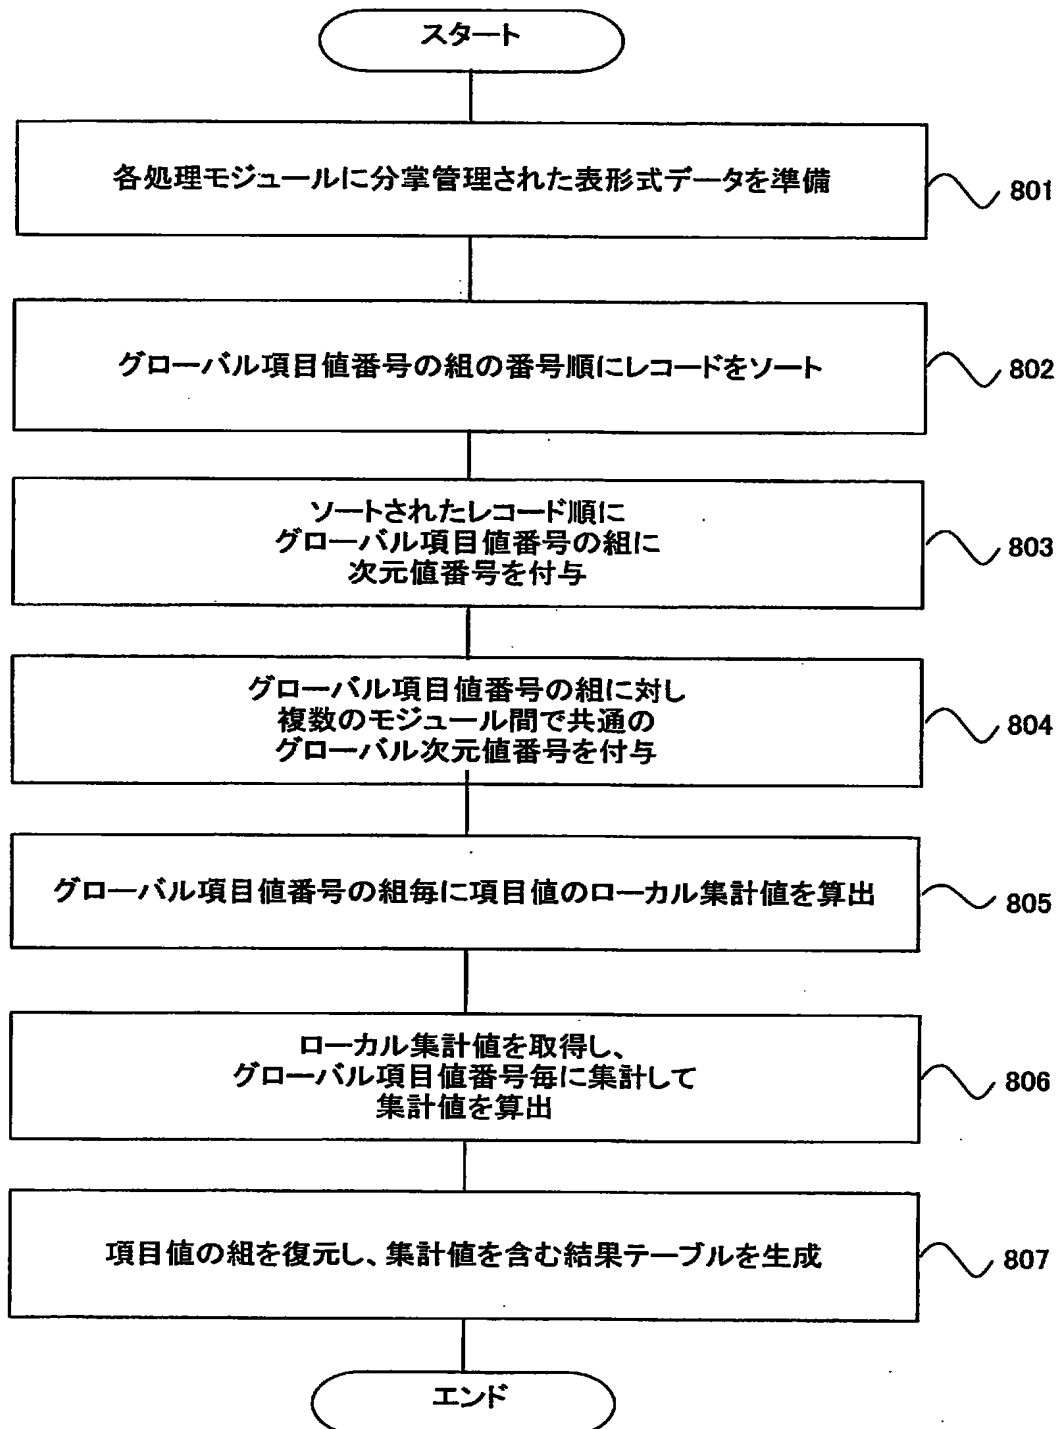 スタート
各処理モジュールに分掌管理された表形式データを準備
801
グローバル項目値番号の組の番号順にレコードをソート
802
ソートされたレコード順に
グローバル項目値番号の組に
次元値番号を付与
803
グローバル項目値番号の組に対し
複数のモジュール間で共通の
グローバル次元値番号を付与
804
グローバル項目値番号の組毎に項目値のローカル集計値を算出
805
ローカル集計値を取得し、
グローバル項目値番号毎に集計して
集計値を算出
806
項目値の組を復元し、集計値を含む結果テーブルを生成
807
エンド